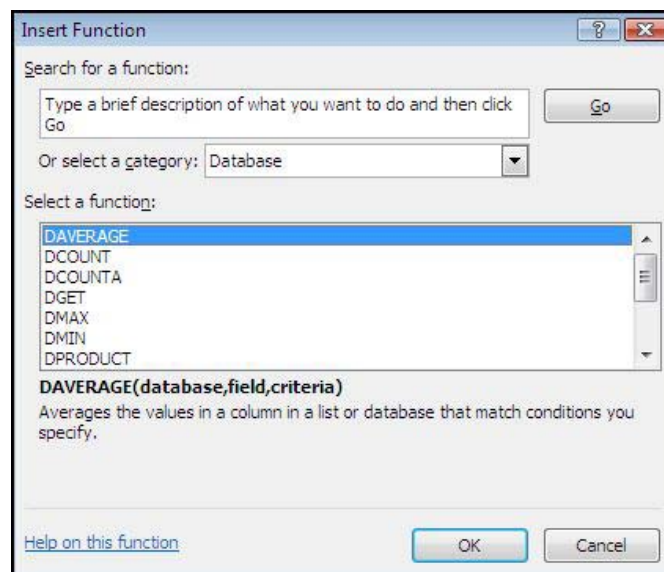 Insert Function
Search for a function:
Type a brief description of what you want to do and then click
Go
Go
Or select a category: Database
Select a function:
DAVERAGE
DCOUNT
DCOUNTA
DGET
DMAX
DMIN
DPRODUCT
DAVERAGE(database,field,criteria)
Averages the values in a column in a list or database that match conditions you
specify.
Help on this function
OK
Cancel